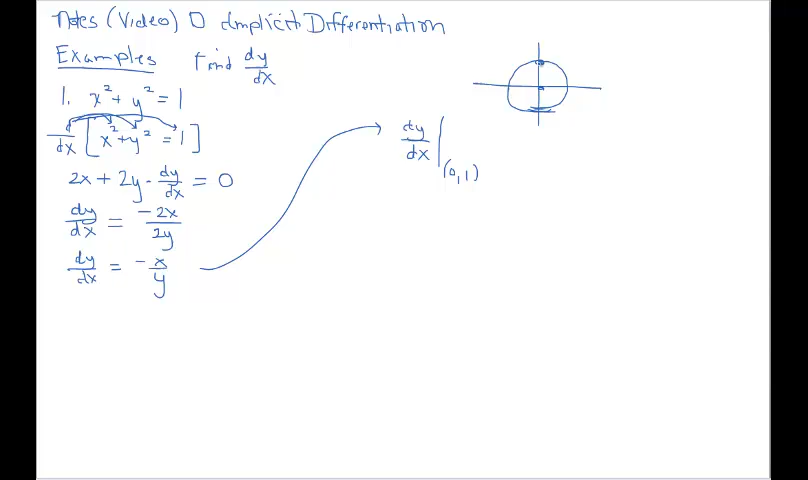 Notes (Video) D Implicit Differentiation
Examples Find dy/dx
1. x² + y² = 1
d/dx [x² + y² = 1]
2x + 2y · dy/dx = 0
dy/dx = -2x/2y
dy/dx = -x/y
dy/dx |(0,1)